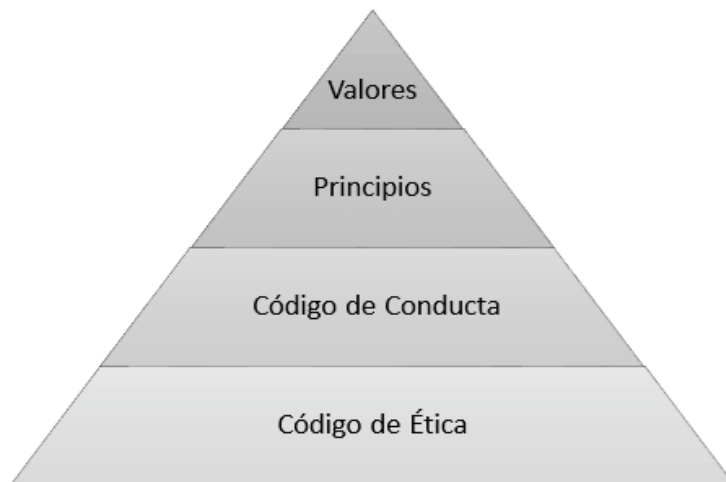 Valores
Principios
Código de Conducta
Código de Ética